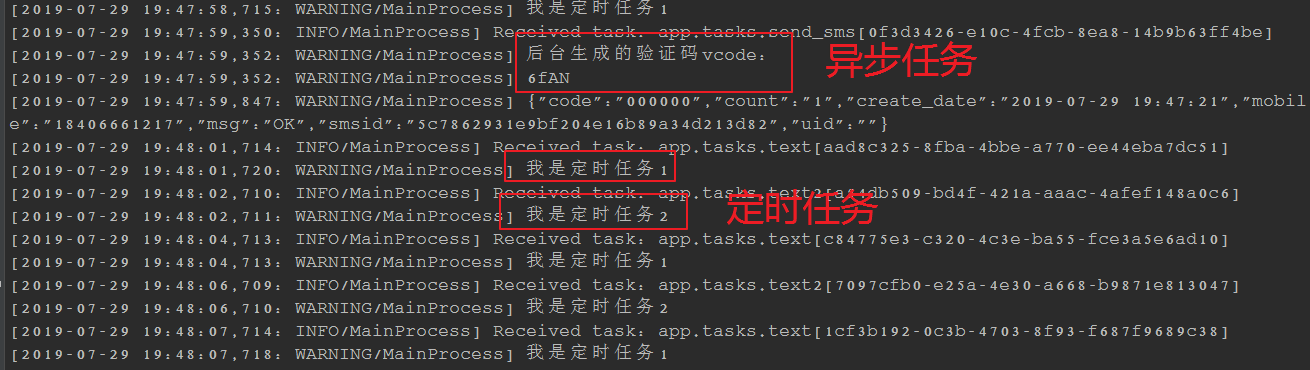 [2019-07-29 19:47:58,715: WARNING/MainProcess] 我是定时任务1
[2019-07-29 19:47:59,350: INFO/MainProcess] Received task: app.tasks.send_sms[0f3d3426-e10c-4fcb-8ea8-14b9b63ff4be]
[2019-07-29 19:47:59,352: WARNING/MainProcess] 后台生成的验证码vcode:
[2019-07-29 19:47:59,352: WARNING/MainProcess] 6fAN
异步任务
[2019-07-29 19:47:59,847: WARNING/MainProcess] {"code":"000000","count":"1","create_date":"2019-07-29 19:47:21","mobil
e":"18406661217","msg":"OK","smsid":"5c7862931e9bf204e16b89a34d213d82","uid":""}
[2019-07-29 19:48:01,714: INFO/MainProcess] Received task: app.tasks.text[aad8c325-8fba-4bbe-a770-ee44eba7dc51]
[2019-07-29 19:48:01,720: WARNING/MainProcess] 我是定时任务1
[2019-07-29 19:48:02,710: INFO/MainProcess] Received task: app.tasks.text2[a54db509-bd4f-421a-aaac-4afef148a0c6]
[2019-07-29 19:48:02,711: WARNING/MainProcess] 我是定时任务2
定时任务
[2019-07-29 19:48:04,713: INFO/MainProcess] Received task: app.tasks.text[c84775e3-c320-4c3e-ba55-fce3a5e6ad10]
[2019-07-29 19:48:04,713: WARNING/MainProcess] 我是定时任务1
[2019-07-29 19:48:06,709: INFO/MainProcess] Received task: app.tasks.text2[7097cfb0-e25a-4e30-a668-b9871e813047]
[2019-07-29 19:48:06,710: WARNING/MainProcess] 我是定时任务2
[2019-07-29 19:48:07,714: INFO/MainProcess] Received task: app.tasks.text[1cf3b192-0c3b-4703-8f93-f687f9689c38]
[2019-07-29 19:48:07,718: WARNING/MainProcess] 我是定时任务1